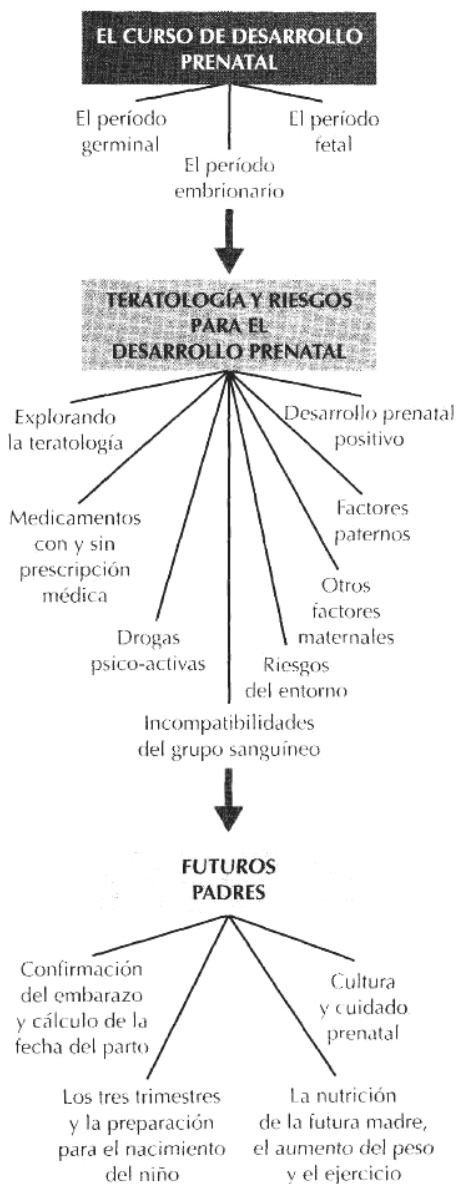 EL CURSO DE DESARROLLO
PRENATAL
El período
germinal
El período
embrionario
El período
fetal
TERATOLOGÍA Y RIESGOS
PARA EL
DESARROLLO PRENATAL
Explorando
la teratología
Medicamentos
con y sin
prescripción
médica
Drogas
psico-activas
Incompatibilidades
del grupo sanguíneo
Riesgos
del entorno
Otros
factores
maternales
Factores
paternos
Desarrollo prenatal
positivo
FUTUROS
PADRES
Confirmación
del embarazo
y cálculo de la
fecha del parto
Los tres trimestres
y la preparación
para el nacimiento
del niño
La nutrición
de la futura madre,
el aumento del peso
y el ejercicio
Cultura
y cuidado
prenatal